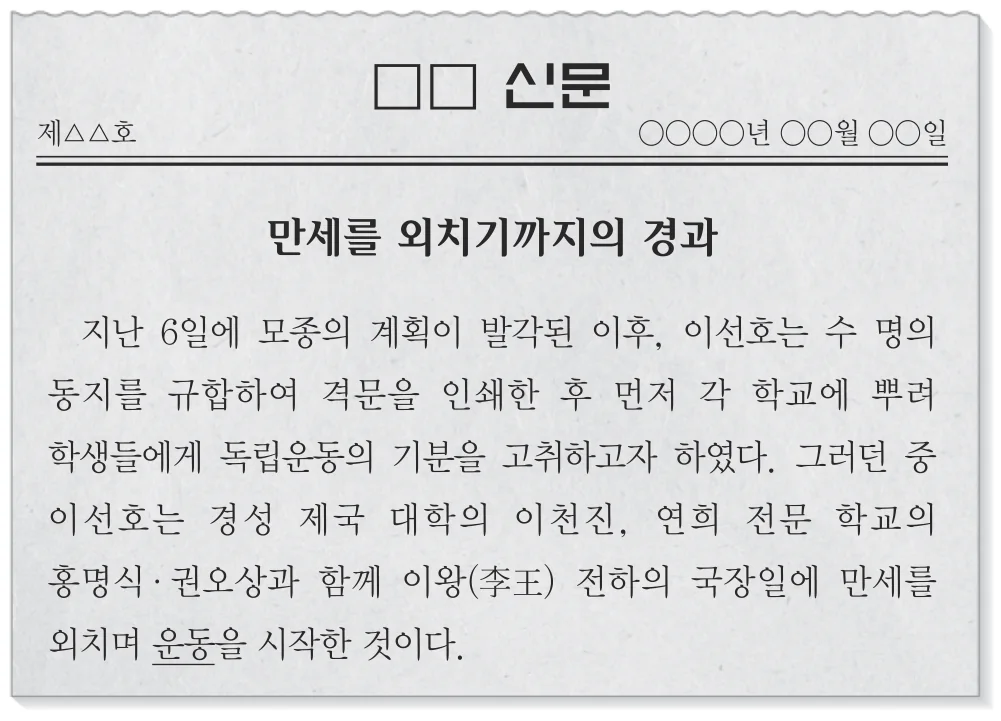 □□ 신문
제△△호 ○○○○년 ○○월 ○○일
만세를 외치기까지의 경과
지난 6일에 모종의 계획이 발각된 이후, 이선호는 수 명의
동지를 규합하여 격문을 인쇄한 후 먼저 각 학교에 뿌려
학생들에게 독립운동의 기분을 고취하고자 하였다. 그러던 중
이선호는 경성 제국 대학의 이천진, 연희 전문 학교의
홍명식·권오상과 함께 이왕(李王) 전하의 국장일에 만세를
외치며 운동을 시작한 것이다.